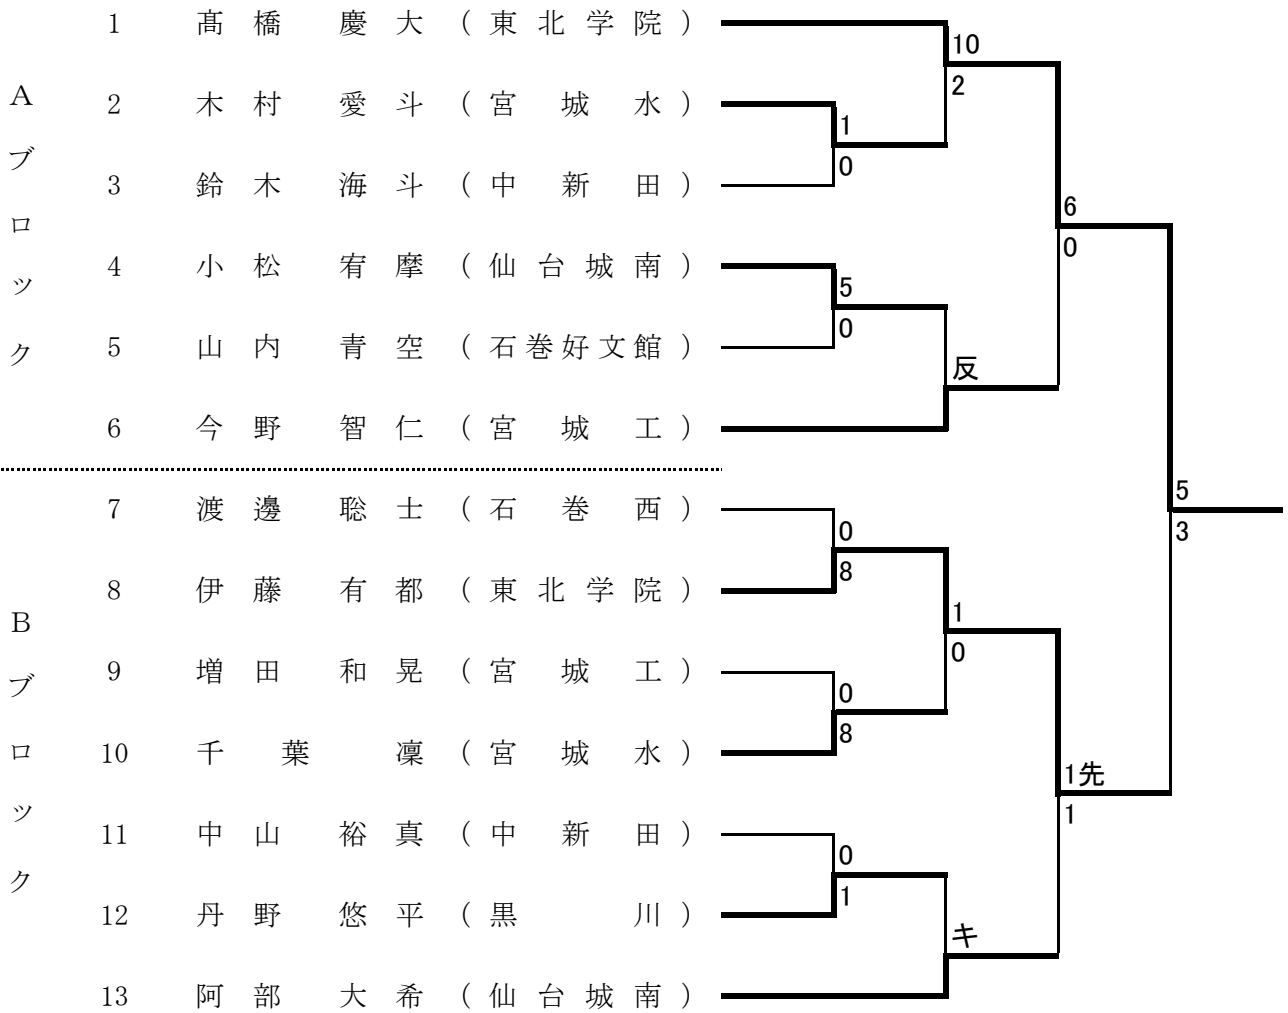 Aブロック
1 髙橋 慶大 (東北学院)
2 木村 愛斗 (宮城水)
3 鈴木 海斗 (中新田)
4 小松 宥摩 (仙台城南)
5 山内 青空 (石巻好文館)
6 今野 智仁 (宮城工)
Bブロック
7 渡邊 聡士 (石巻西)
8 伊藤 有都 (東北学院)
9 増田 和晃 (宮城工)
10 千葉 凜 (宮城水)
11 中山 裕真 (中新田)
12 丹野 悠平 (黒川)
13 阿部 大希 (仙台城南)
1
0
5
0
0
8
0
8
0
1
10
2
反
1
0
キ
6
0
1先
1
5
3